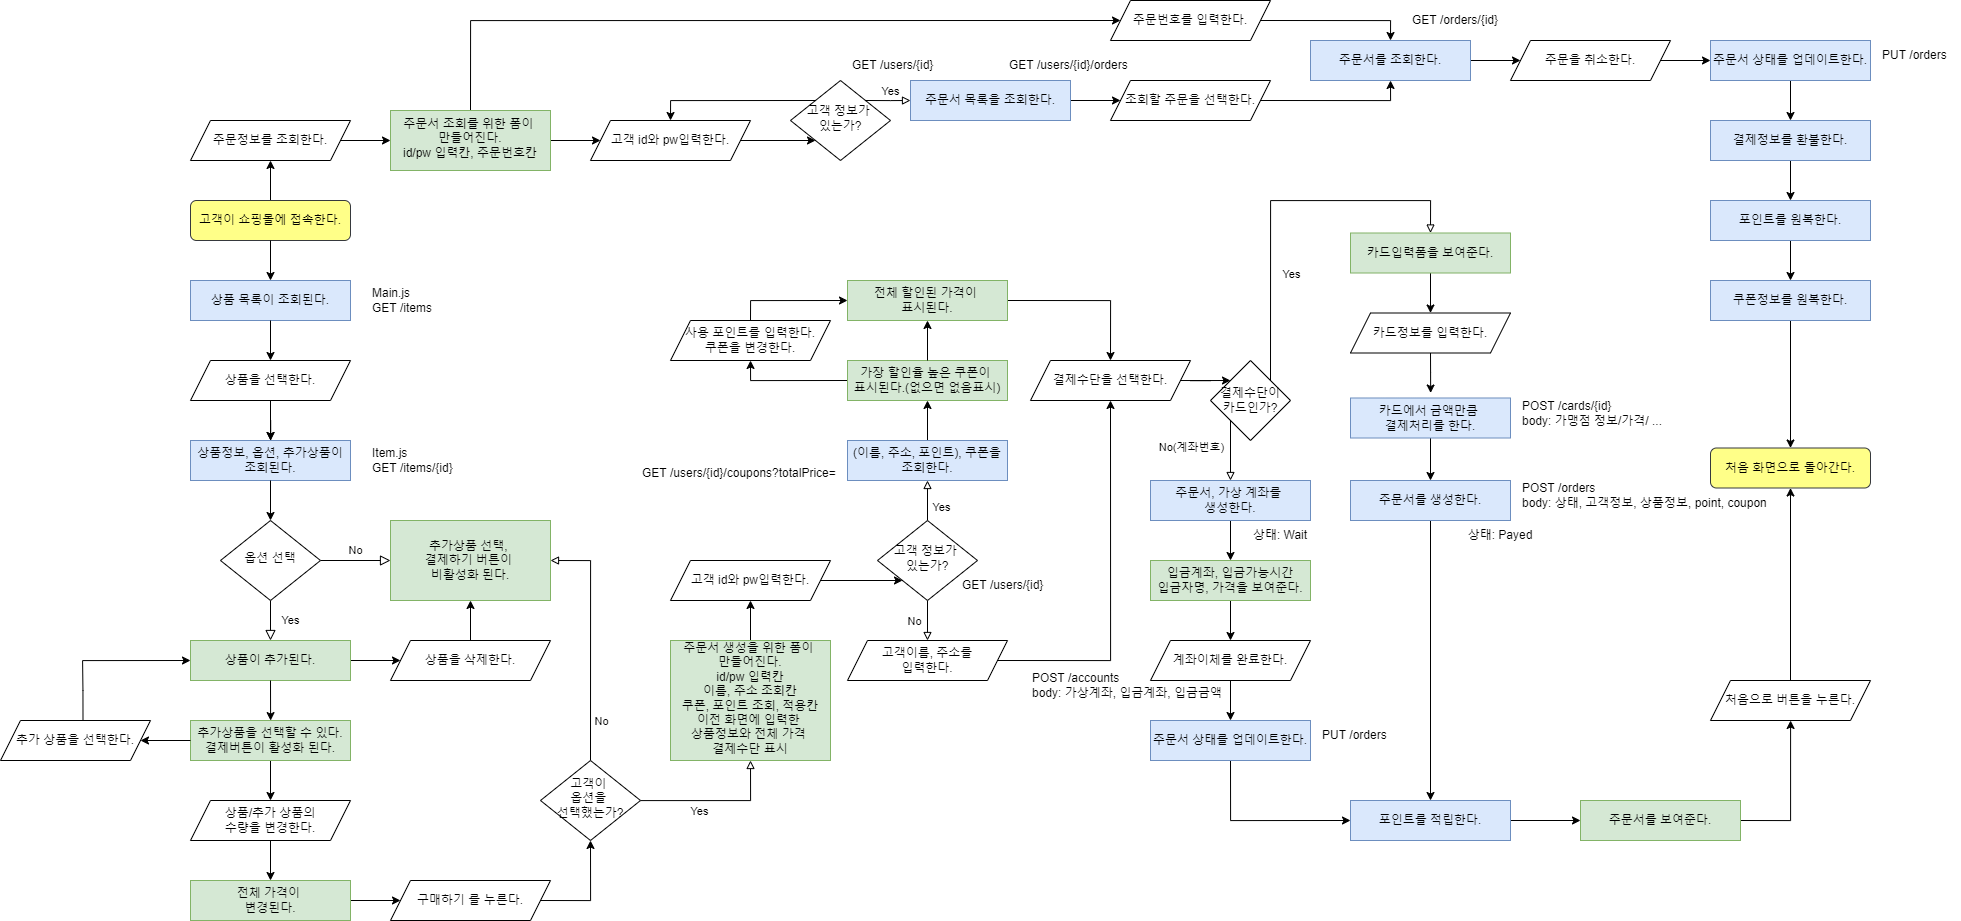 주문번호를 입력한다.
GET /orders/{id}
주문서를 조회한다.
주문을 취소한다.
주문서 상태를 업데이트한다.
PUT /orders
GET /users/{id}
GET /users/{id}/orders
고객 정보가
있는가?
Yes
주문서 목록을 조회한다.
조회할 주문을 선택한다.
주문정보를 조회한다.
주문서 조회를 위한 폼이
만들어진다.
id/pw 입력칸, 주문번호칸
고객 id와 pw입력한다.
결제정보를 환불한다.
고객이 쇼핑몰에 접속한다.
포인트를 원복한다.
쿠폰정보를 원복한다.
상품 목록이 조회된다.
Main.js
GET /items
상품을 선택한다.
상품정보, 옵션, 추가상품이
조회된다.
Item.js
GET /items/{id}
옵션 선택
No
추가상품 선택,
결제하기 버튼이
비활성화 된다.
Yes
상품이 추가된다.
상품을 삭제한다.
추가 상품을 선택한다.
추가상품을 선택할 수 있다.
결제버튼이 활성화 된다.
상품/추가 상품의
수량을 변경한다.
전체 가격이
변경된다.
구매하기 를 누른다.
고객이
옵션을
선택했는가?
No
Yes
주문서 생성을 위한 폼이
만들어진다.
id/pw 입력칸
이름, 주소 조회칸
쿠폰, 포인트 조회, 적용칸
이전 화면에 입력한
상품정보와 전체 가격
결제수단 표시
고객 id와 pw입력한다.
고객 정보가
있는가?
GET /users/{id}
No
고객이름, 주소를
입력한다.
Yes
GET /users/{id}/coupons?totalPrice=
(이름, 주소, 포인트), 쿠폰을
조회한다.
가장 할인율 높은 쿠폰이
표시된다.(없으면 없음표시)
사용 포인트를 입력한다.
쿠폰을 변경한다.
전체 할인된 가격이
표시된다.
결제수단을 선택한다.
결제수단이
카드인가?
Yes
No(계좌번호)
주문서, 가상 계좌를
생성한다.
상태: Wait
입금계좌, 입금가능시간
입금자명, 가격을 보여준다.
계좌이체를 완료한다.
POST /accounts
body: 가상계좌, 입금계좌, 입금금액
주문서 상태를 업데이트한다.
PUT /orders
카드입력폼을 보여준다.
카드정보를 입력한다.
카드에서 금액만큼
결제처리를 한다.
POST /cards/{id}
body: 가맹점 정보/가격/ ...
주문서를 생성한다.
POST /orders
body: 상태, 고객정보, 상품정보, point, coupon
상태: Payed
포인트를 적립한다.
주문서를 보여준다.
처음으로 버튼을 누른다.
처음 화면으로 돌아간다.